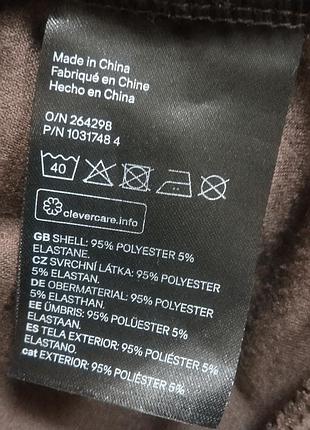 Made in China
Fabriqué en Chine
Hecho en China
O/N 264298
P/N 1031748 4
40
clevercare.info
GB SHELL: 95% POLYESTER 5%
ELASTANE.
CZ SVRCHNÍ LÁTKA: 95% POLYESTER
5% ELASTAN.
DE OBERMATERIAL: 95% POLYESTER
5% ELASTHAN.
EE ÜMBRIS: 95% POLÜESTER 5%
ELASTAAN.
ES TELA EXTERIOR: 95% POLIÉSTER 5%
ELASTANO.
cat EXTERIOR: 95% POLIÈSTER 5%